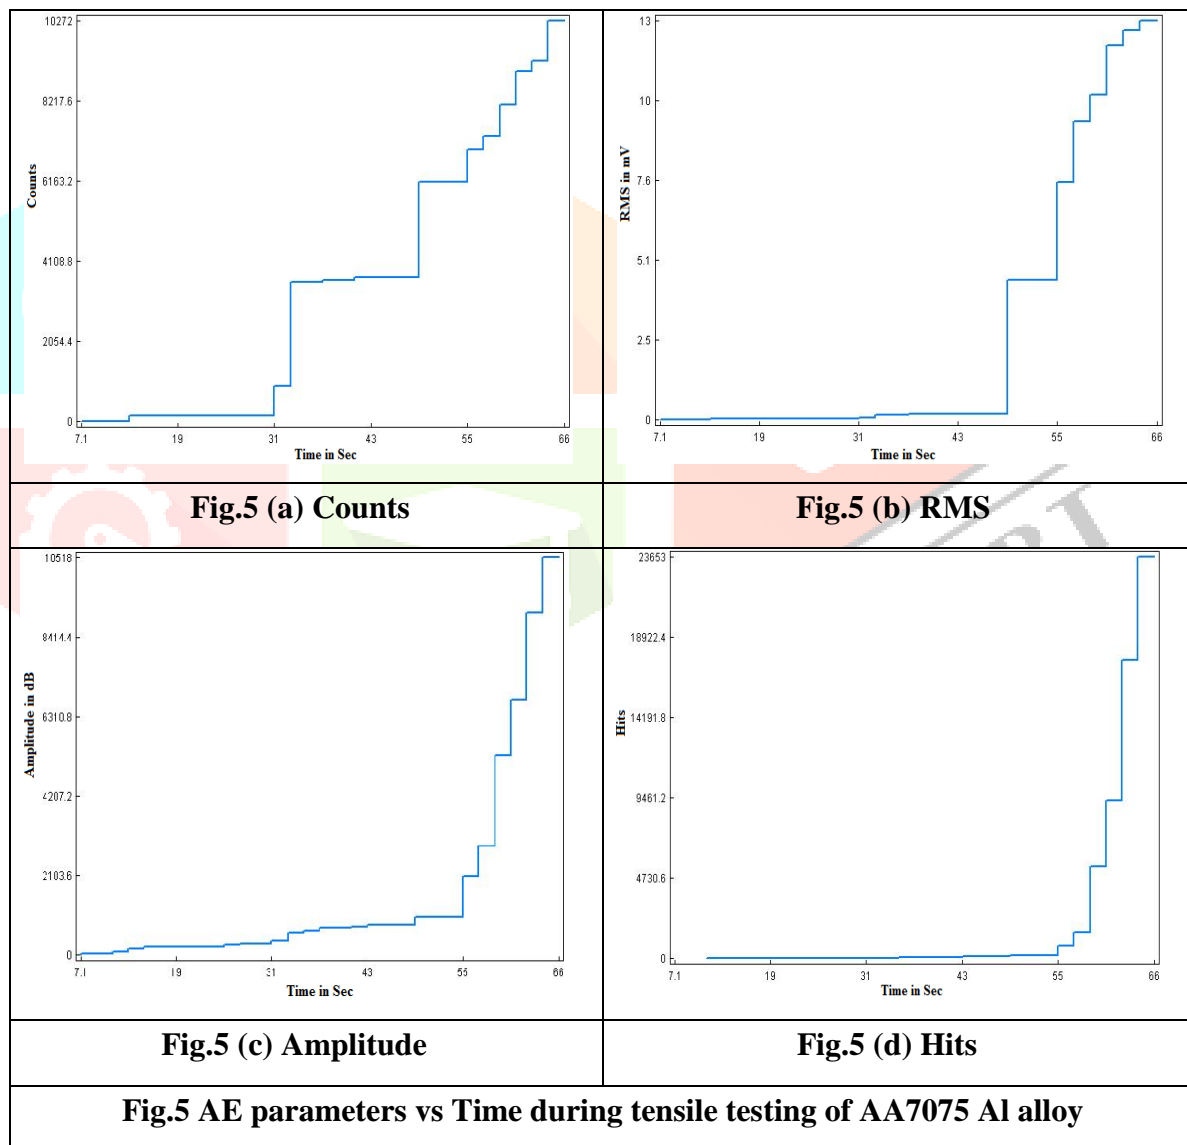 10272
8217.6
6163.2
4108.8
2054.4
0
Counts
7.1 19 31 43 55 66
Time in Sec
13
10
7.6
5.1
2.5
0
RMS in mV
7.1 19 31 43 55 66
Time in Sec
Fig.5 (a) Counts
Fig.5 (b) RMS
10518
8414.4
6310.8
4207.2
2103.6
0
Amplitude in dB
7.1 19 31 43 55 66
Time in Sec
23653
18922.4
14191.8
9461.2
4730.6
0
Hits
7.1 19 31 43 55 66
Time in Sec
Fig.5 (c) Amplitude
Fig.5 (d) Hits
Fig.5 AE parameters vs Time during tensile testing of AA7075 Al alloy